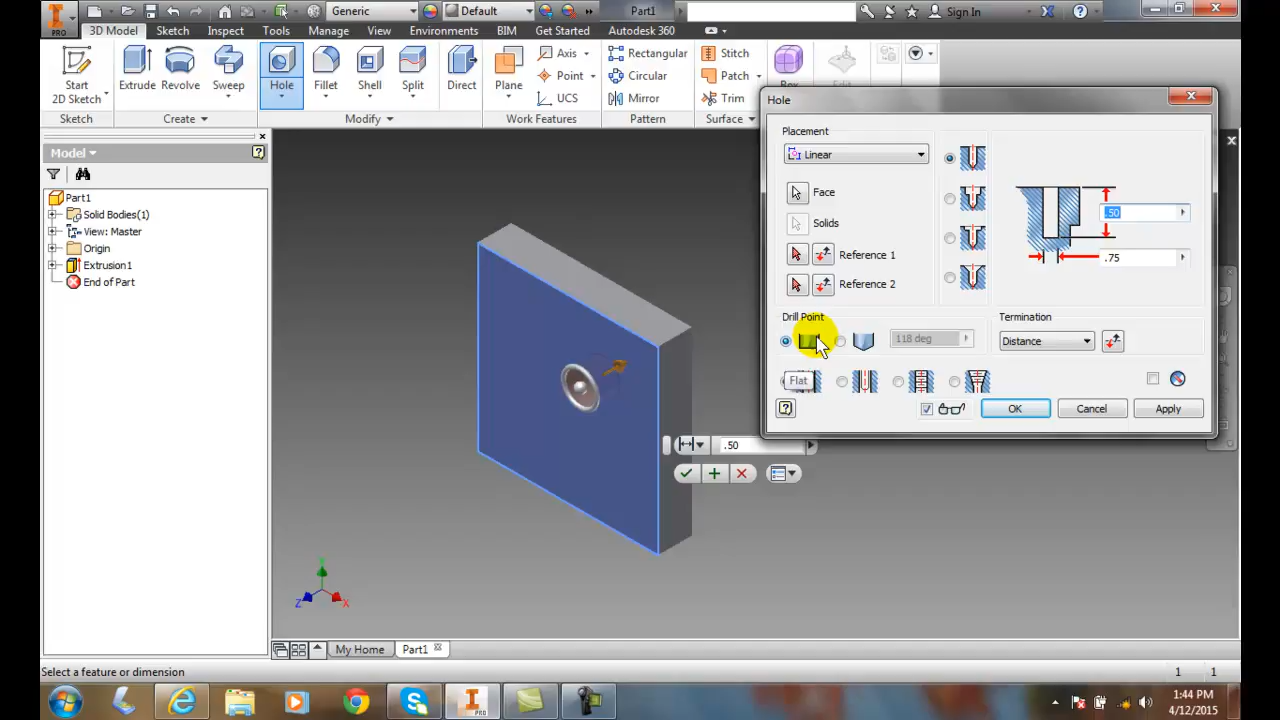 Generic
Default
Part1
Sign In
PRO
3D Model Sketch Inspect Tools Manage View Environments BIM Get Started Autodesk 360
Start
2D Sketch
Extrude
Revolve
Sweep
Hole
Fillet
Shell
Split
Direct
Plane
Axis
Point
UCS
Rectangular
Circular
Mirror
Stitch
Patch
Trim
Sketch
Create
Modify
Work Features
Pattern
Surface
Model
Part1
Solid Bodies(1)
View: Master
Origin
Extrusion1
End of Part
Hole
Placement
Linear
Face
Solids
Reference 1
Reference 2
.50
.75
Drill Point
118 deg
Flat
Termination
Distance
OK
Cancel
Apply
.50
Y
Z
X
My Home
Part1
Select a feature or dimension
1 1
PRO
1:44 PM
4/12/2015